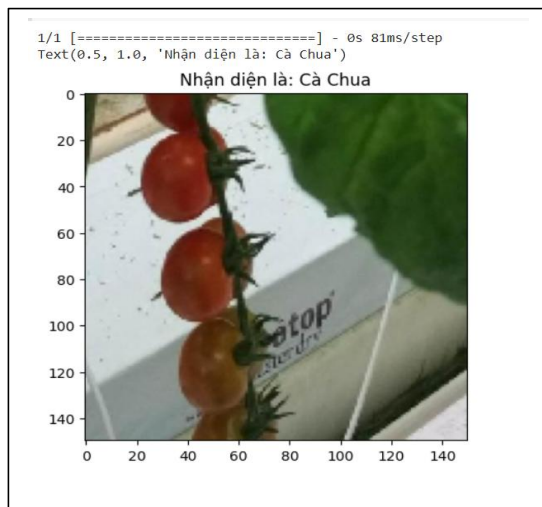 1/1 [==============================] - 0s 81ms/step
Text(0.5, 1.0, 'Nhận diện là: Cà Chua')
Nhận diện là: Cà Chua
0
20
40
60
80
100
120
140
0 20 40 60 80 100 120 140